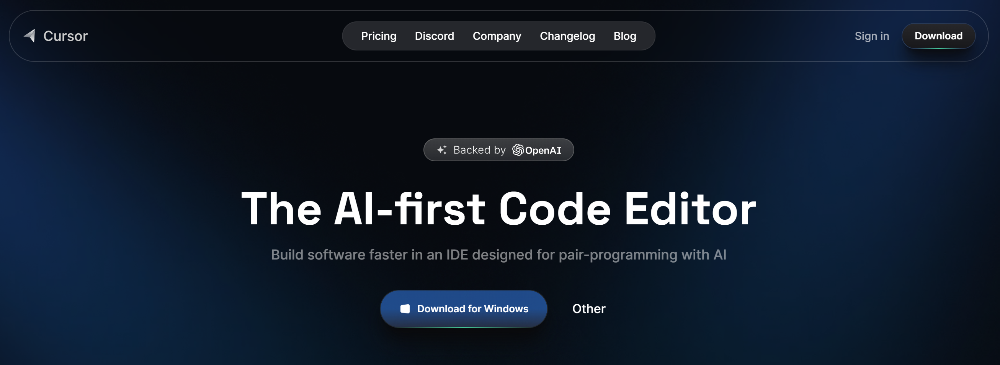 Cursor
Pricing Discord Company Changelog Blog
Sign in Download
Backed by OpenAI
The AI-first Code Editor
Build software faster in an IDE designed for pair-programming with AI
Download for Windows Other